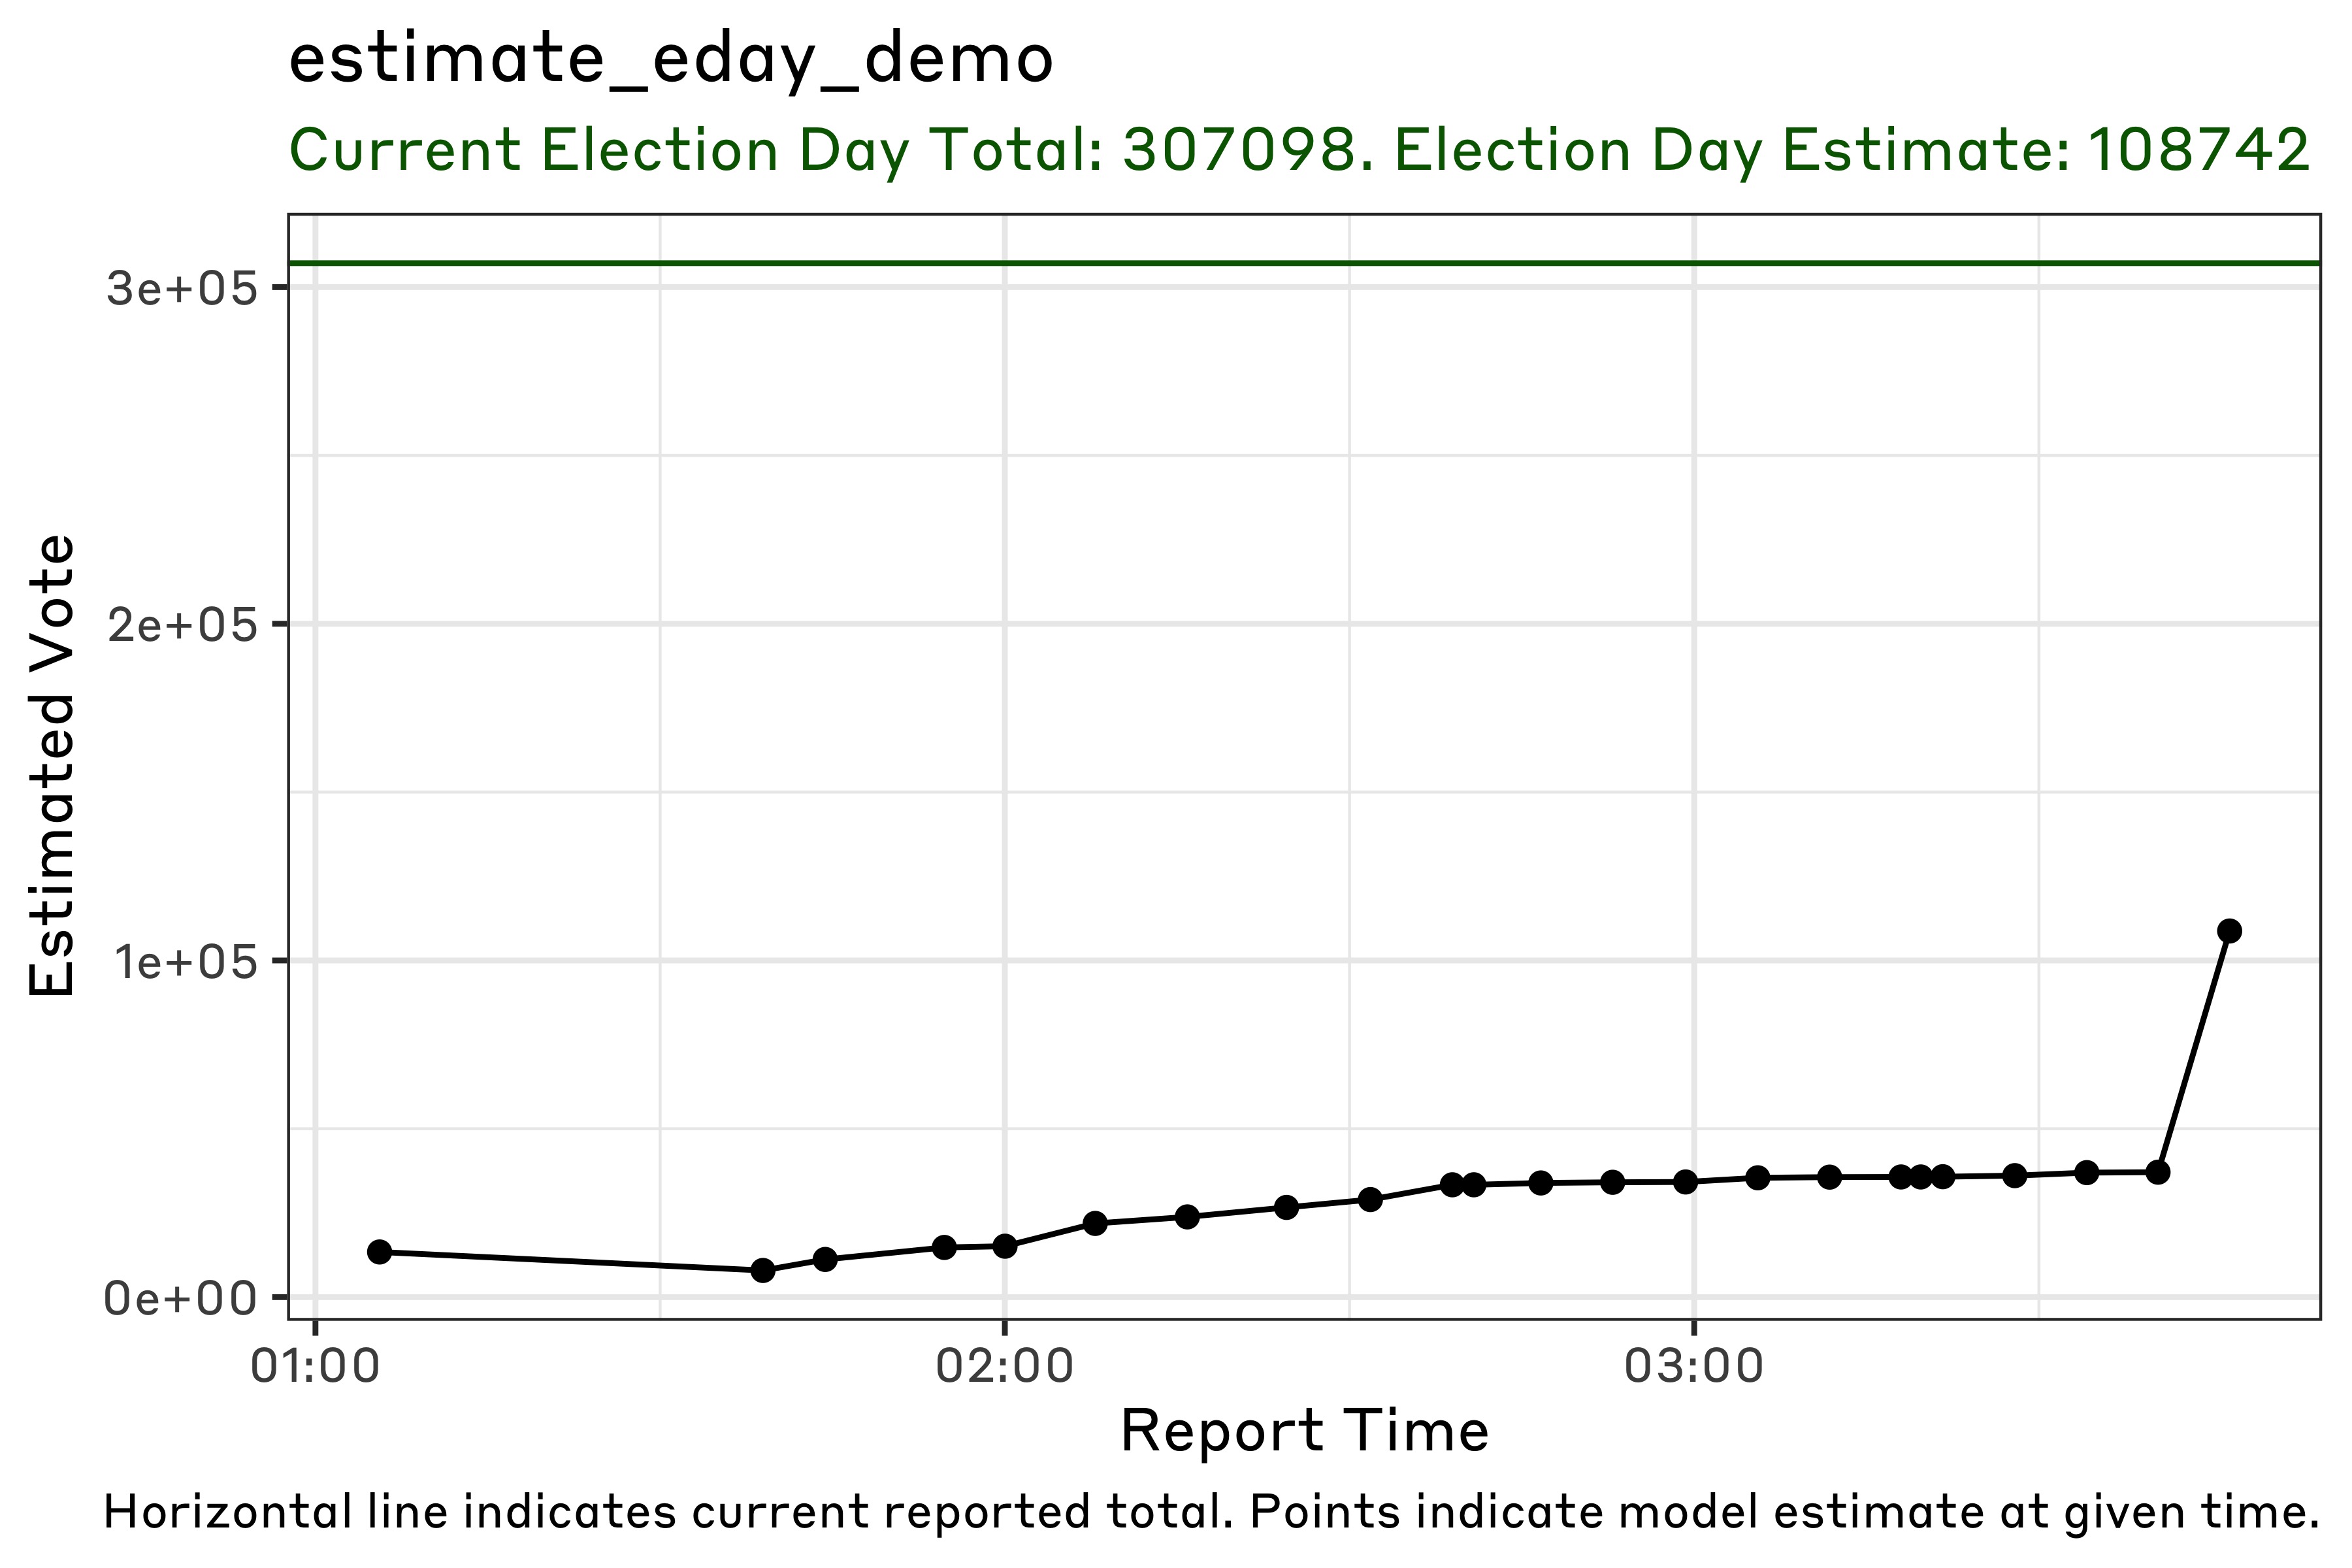 estimate_eday_demo
Current Election Day Total: 307098. Election Day Estimate: 108742
Estimated Vote
3e+05
2e+05
1e+05
0e+00
01:00 02:00 03:00
Report Time
Horizontal line indicates current reported total. Points indicate model estimate at given time.